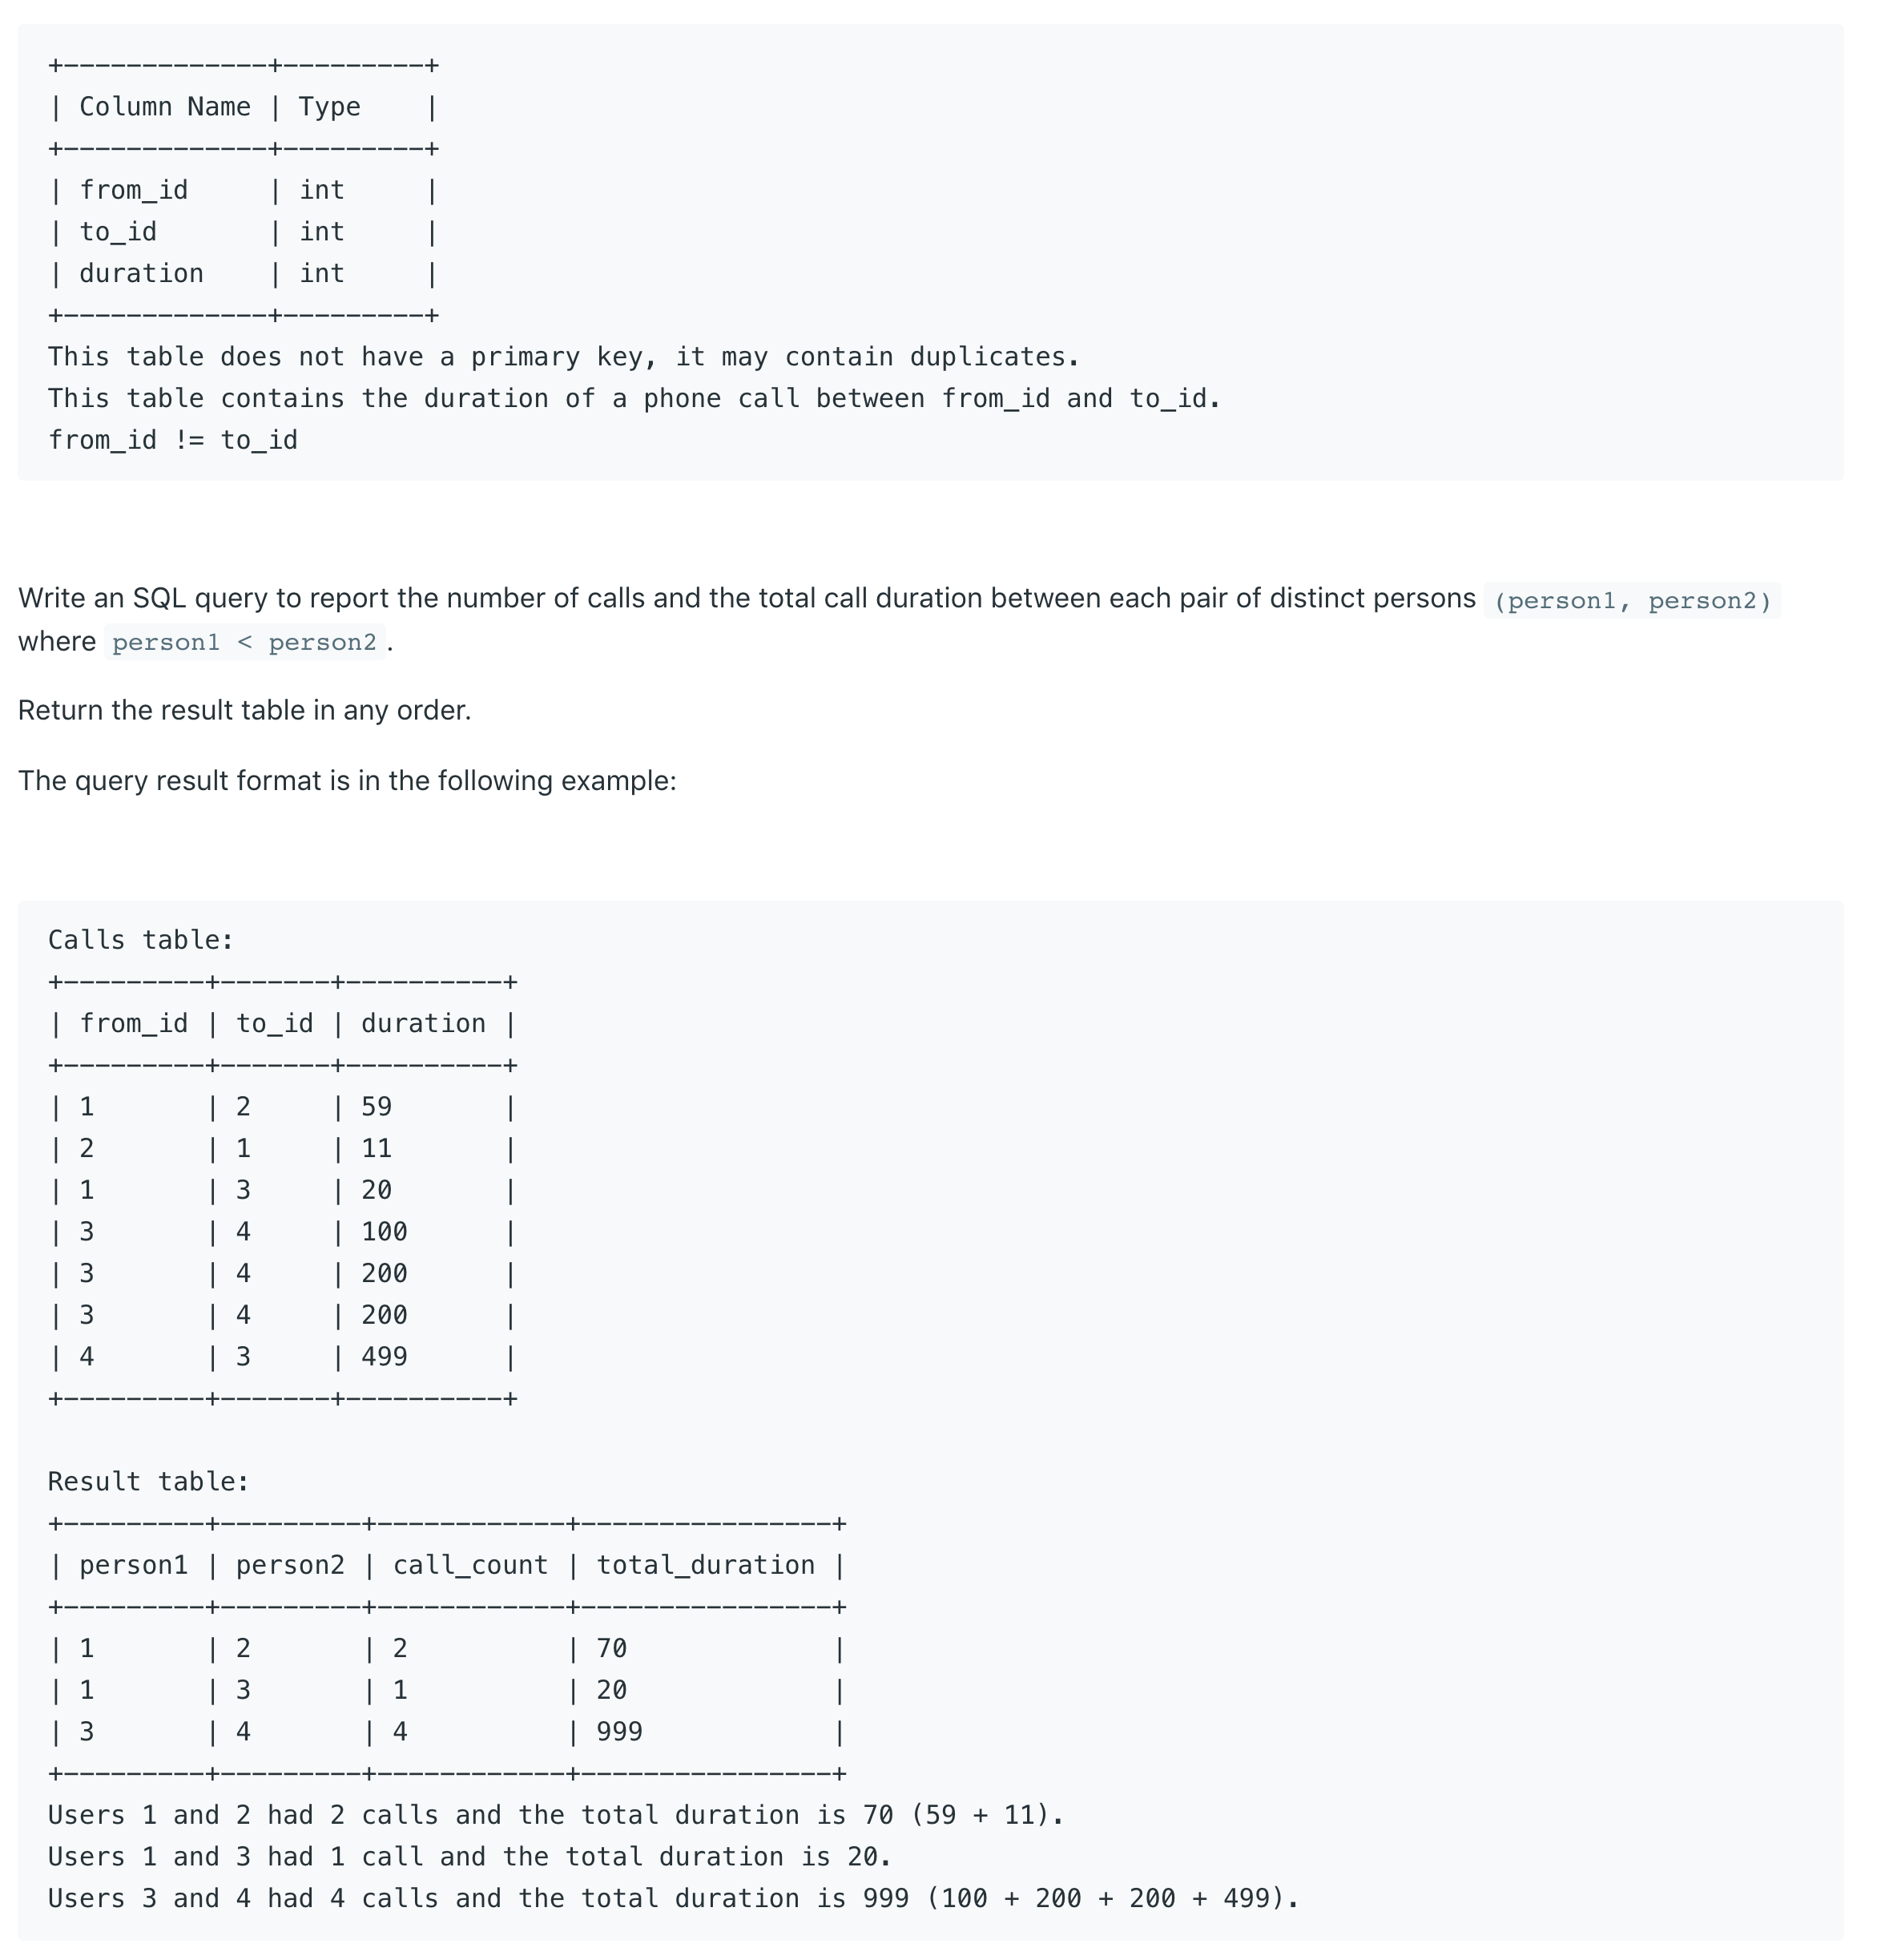 +-------------+---------+
| Column Name | Type    |
+-------------+---------+
| from_id     | int     |
| to_id       | int     |
| duration    | int     |
+-------------+---------+
This table does not have a primary key, it may contain duplicates.
This table contains the duration of a phone call between from_id and to_id.
from_id != to_id
Write an SQL query to report the number of calls and the total call duration between each pair of distinct persons (person1, person2)
where person1 < person2.
Return the result table in any order.
The query result format is in the following example:
Calls table:
+---------+-------+----------+
| from_id | to_id | duration |
+---------+-------+----------+
| 1       | 2     | 59       |
| 2       | 1     | 11       |
| 1       | 3     | 20       |
| 3       | 4     | 100      |
| 3       | 4     | 200      |
| 3       | 4     | 200      |
| 4       | 3     | 499      |
+---------+-------+----------+
Result table:
+---------+---------+------------+----------------+
| person1 | person2 | call_count | total_duration |
+---------+---------+------------+----------------+
| 1       | 2       | 2          | 70             |
| 1       | 3       | 1          | 20             |
| 3       | 4       | 4          | 999            |
+---------+---------+------------+----------------+
Users 1 and 2 had 2 calls and the total duration is 70 (59 + 11).
Users 1 and 3 had 1 call and the total duration is 20.
Users 3 and 4 had 4 calls and the total duration is 999 (100 + 200 + 200 + 499).